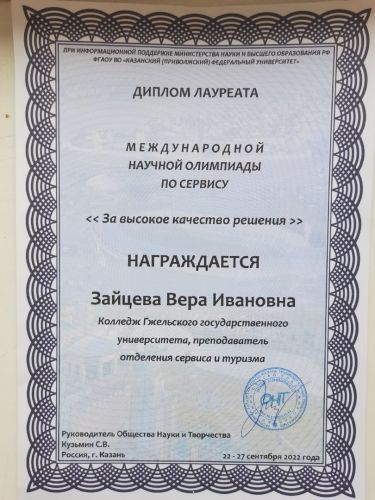 ПРИ ИНФОРМАЦИОННОЙ ПОДДЕРЖКЕ МИНИСТЕРСТВА НАУКИ И ВЫСШЕГО ОБРАЗОВАНИЯ РФ
ФГАОУ ВО «КАЗАНСКИЙ (ПРИВОЛЖСКИЙ) ФЕДЕРАЛЬНЫЙ УНИВЕРСИТЕТ»
ДИПЛОМ ЛАУРЕАТА
МЕЖДУНАРОДНОЙ
НАУЧНОЙ ОЛИМПИАДЫ
ПО СЕРВИСУ
<< За высокое качество решения >>
НАГРАЖДАЕТСЯ
Зайцева Вера Ивановна
Колледж Гжельского государственного
университета, преподаватель
отделения сервиса и туризма
ОНТ
Руководитель Общества Науки и Творчества
Кузьмин С.В.
Россия, г. Казань
22 - 27 сентября 2022 года